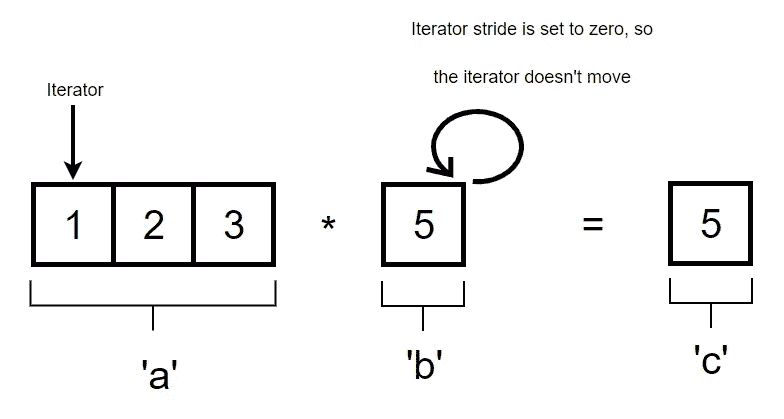 Iterator stride is set to zero, so
the iterator doesn't move
Iterator
1 2 3 * 5 = 5
'a' 'b' 'c'